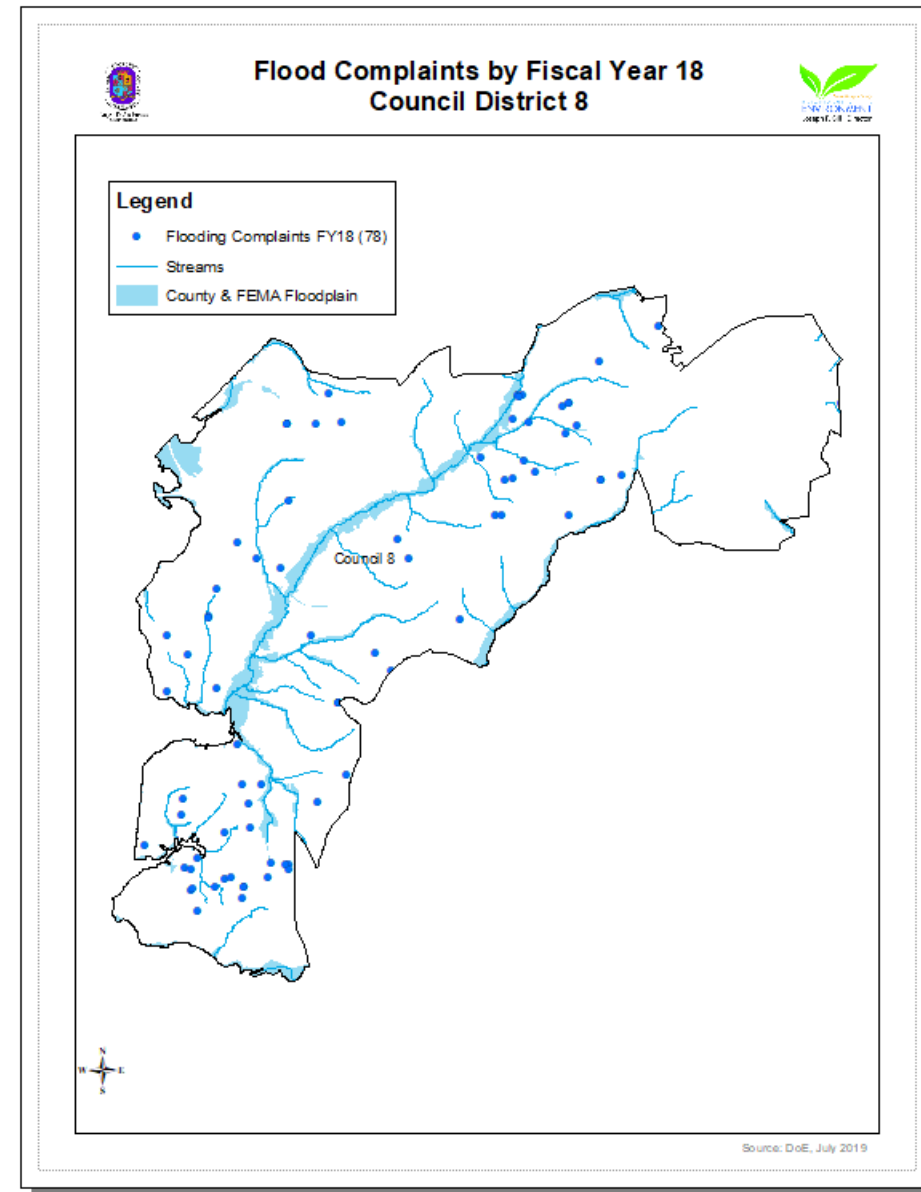 Flood Complaints by Fiscal Year 18
Council District 8
ENVIRONMENT
Legend
Flooding Complaints FY18 (78)
Streams
County & FEMA Floodplain
Council 8
N
W E
S
Source: DoE, July 2019